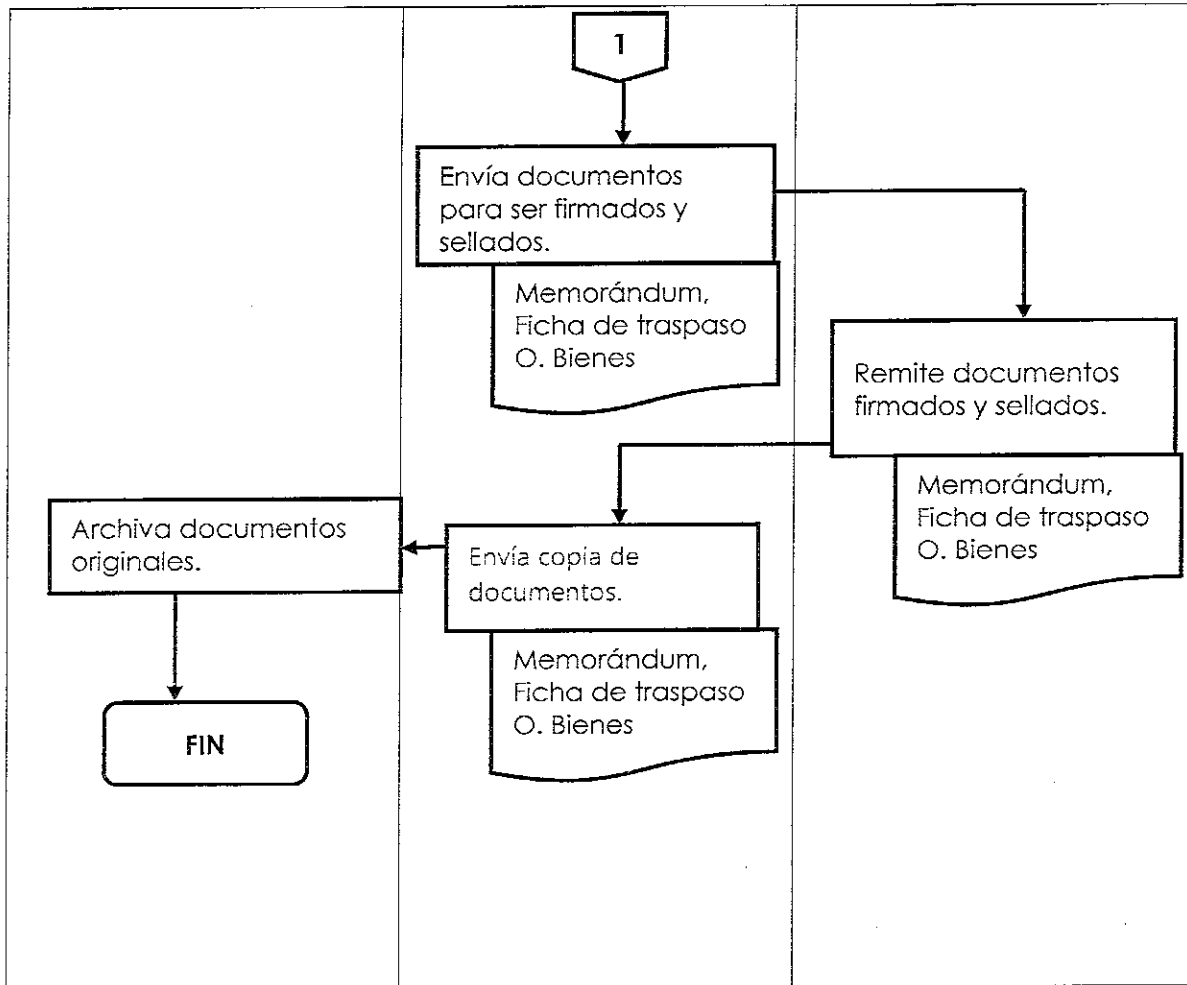 1
Envía documentos
para ser firmados y
sellados.
Memorándum,
Ficha de traspaso
O. Bienes
Remite documentos
firmados y sellados.
Memorándum,
Ficha de traspaso
O. Bienes
Envía copia de
documentos.
Memorándum,
Ficha de traspaso
O. Bienes
Archiva documentos
originales.
FIN